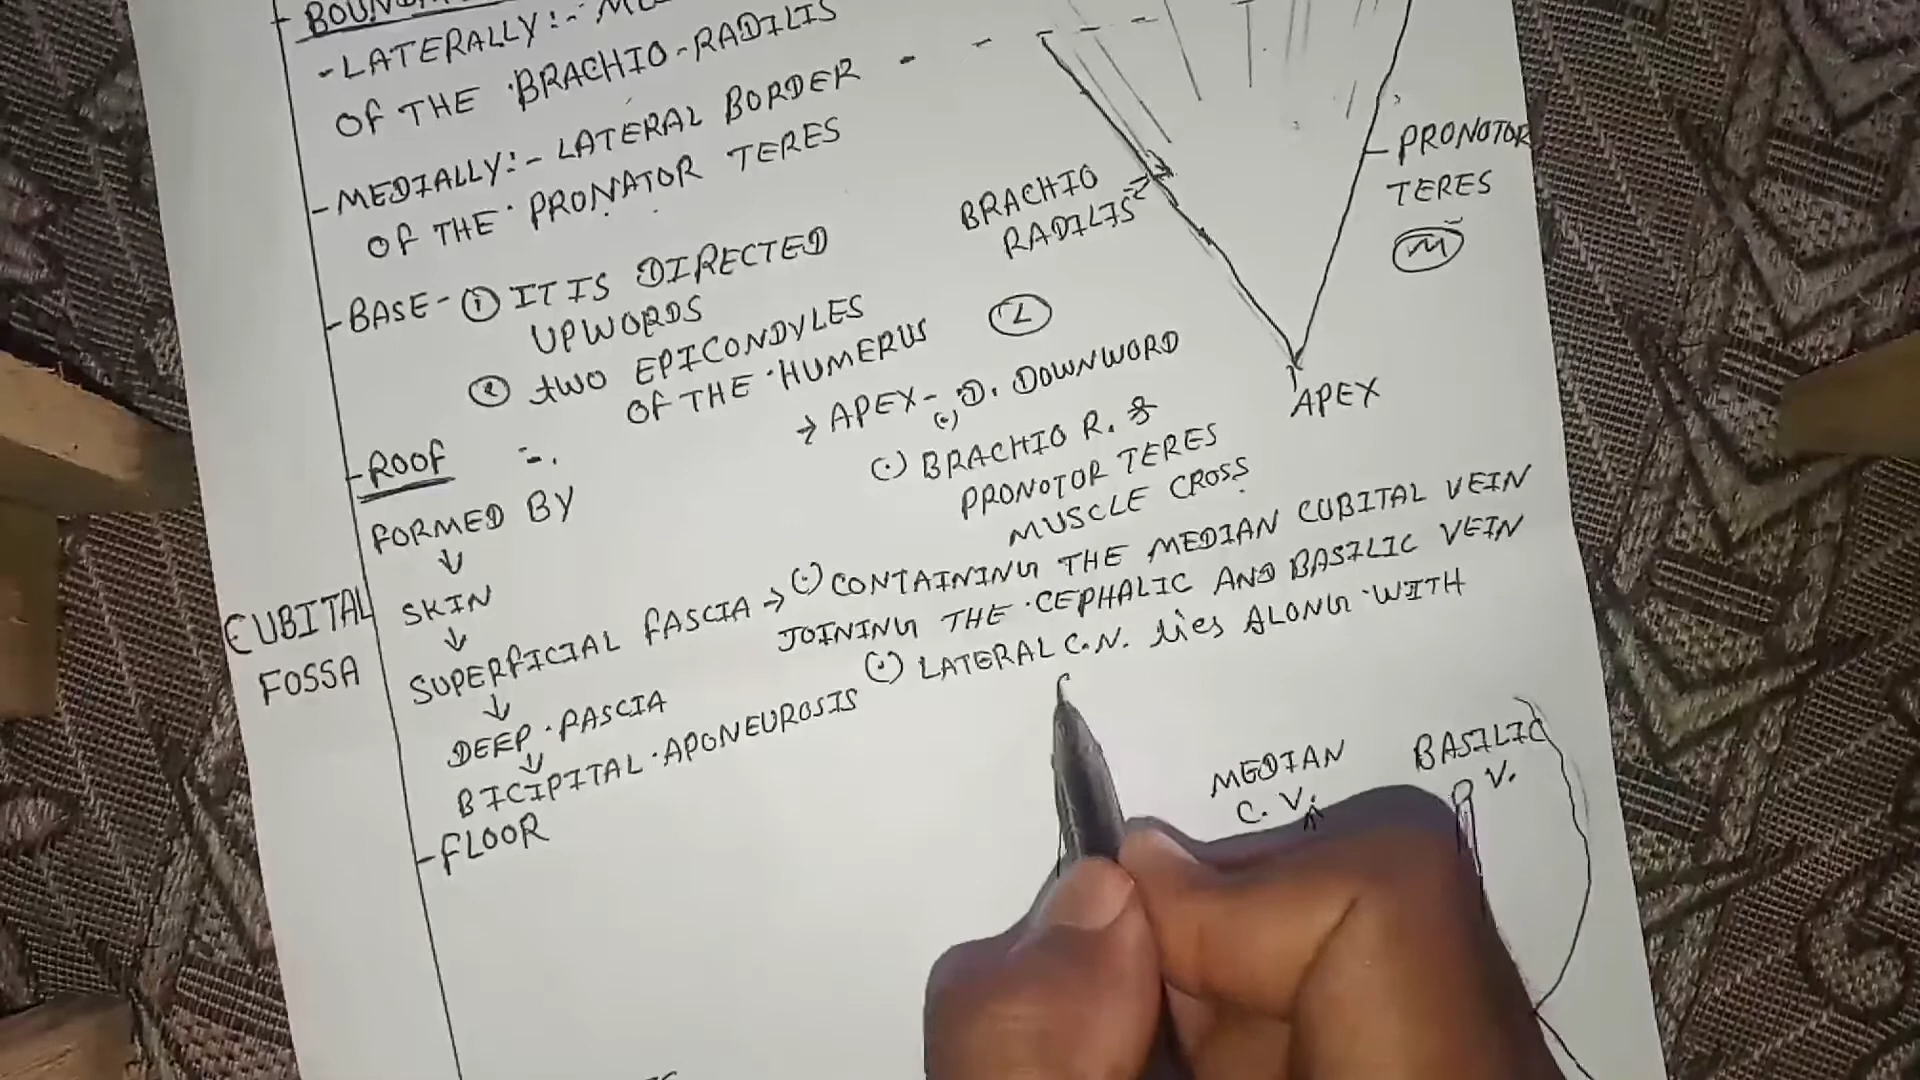 - LATERALLY:-
OF THE BRACHIO-RADILIS
- MEDIALLY:- LATERAL BORDER
OF THE PRONATOR TERES
- BASE- ① IT IS DIRECTED
UPWORDS
② TWO EPICONDYLES
OF THE HUMERUS
→ APEX- D. DOWNWORD
BRACHIO R. &
PRONOTOR TERES
MUSCLE CROSS
BRACHIO
RADILIS
L
PRONOTOR
TERES
M
APEX
- ROOF :-
FORMED BY
↓
SKIN
↓
SUPERFICIAL FASCIA → CONTAINING THE MEDIAN CUBITAL VEIN
JOINING THE CEPHALIC AND BASILIC VEIN
LATERAL C.N. lies ALONG WITH
↓
DEEP FASCIA
↓
BICIPITAL APONEUROSIS
- FLOOR
CUBITAL
FOSSA
MEDIAN
C. V.
BASILIC
V.